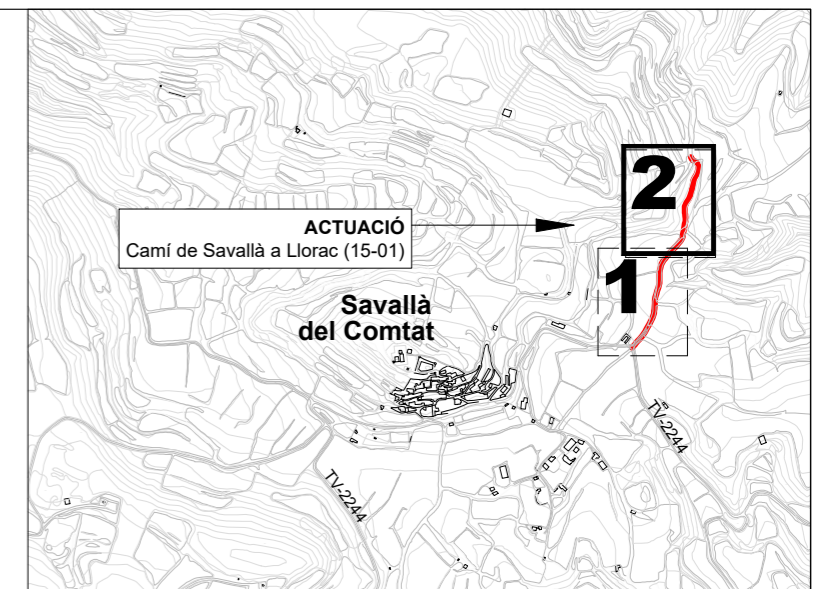 2
ACTUACIÓ
Camí de Savallà a Llorac (15-01)
1
Savallà
del Comtat
TV-2244
TV-2244